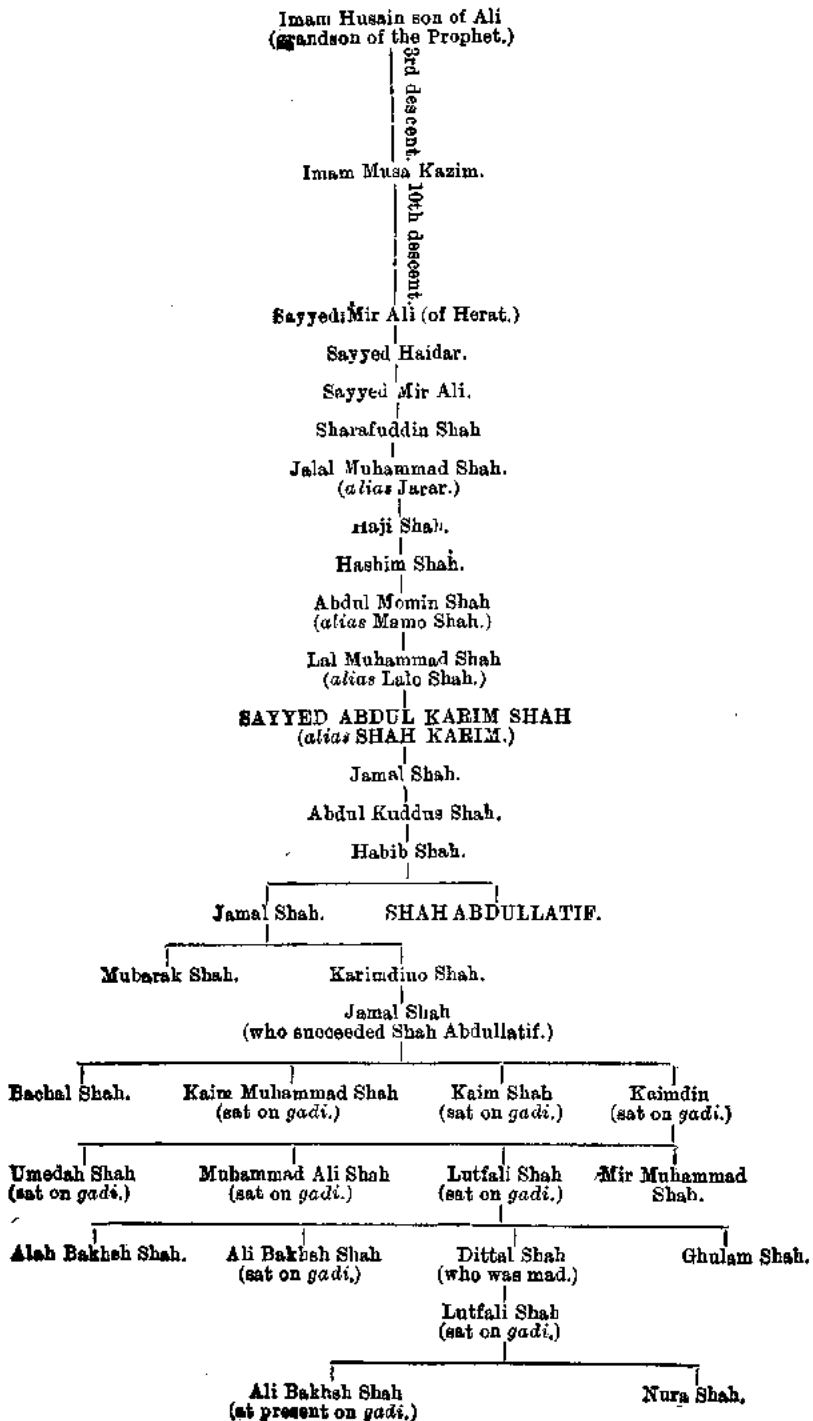 Imam Husain son of Ali
(grandson of the Prophet.)
3rd descent.
Imam Musa Kazim.
10th descent.
Sayyed Mir Ali (of Herat.)
Sayyed Haidar.
Sayyed Mir Ali.
Sharafuddin Shah
Jalal Muhammad Shah.
(alias Jarar.)
Haji Shah.
Hashim Shah.
Abdul Momin Shah
(alias Mamo Shah.)
Lal Muhammad Shah
(alias Lalo Shah.)
SAYYED ABDUL KARIM SHAH
(alias SHAH KARIM.)
Jamal Shah.
Abdul Kuddus Shah.
Habib Shah.
Jamal Shah. SHAH ABDULLATIF.
Mubarak Shah. Karimdino Shah.
Jamal Shah
(who succeeded Shah Abdullatif.)
Bachal Shah. Kaim Muhammad Shah Kaim Shah Kaimdin
(sat on gadi.) (sat on gadi.) (sat on gadi.)
Umedah Shah Muhammad Ali Shah Lutfali Shah Mir Muhammad
(sat on gadi.) (sat on gadi.) (sat on gadi.) Shah.
Alah Bakhsh Shah. Ali Bakhsh Shah Dittal Shah Ghulam Shah.
(sat on gadi.) (who was mad.)
Lutfali Shah
(sat on gadi.)
Ali Bakhsh Shah Nura Shah.
(at present on gadi.)